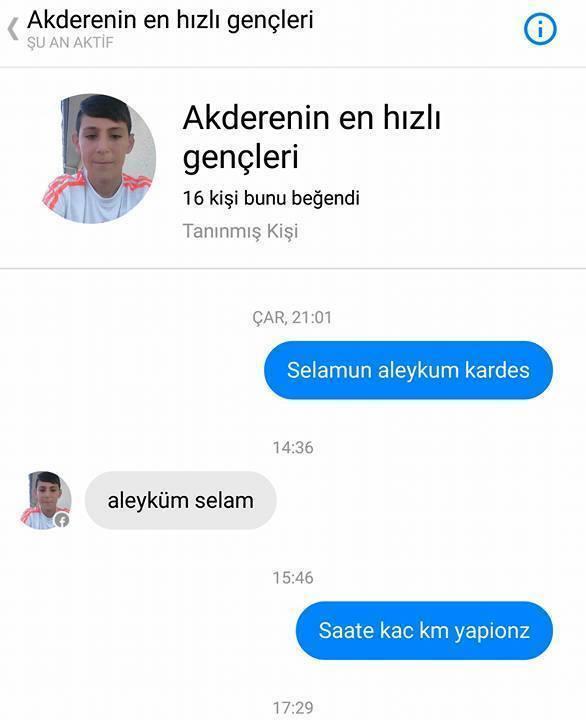 Akderenin en hızlı gençleri
ŞU AN AKTİF
Akderenin en hızlı
gençleri
16 kişi bunu beğendi
Tanınmış Kişi
ÇAR, 21:01
Selamun aleykum kardes
14:36
aleyküm selam
15:46
Saate kac km yapionz
17:29